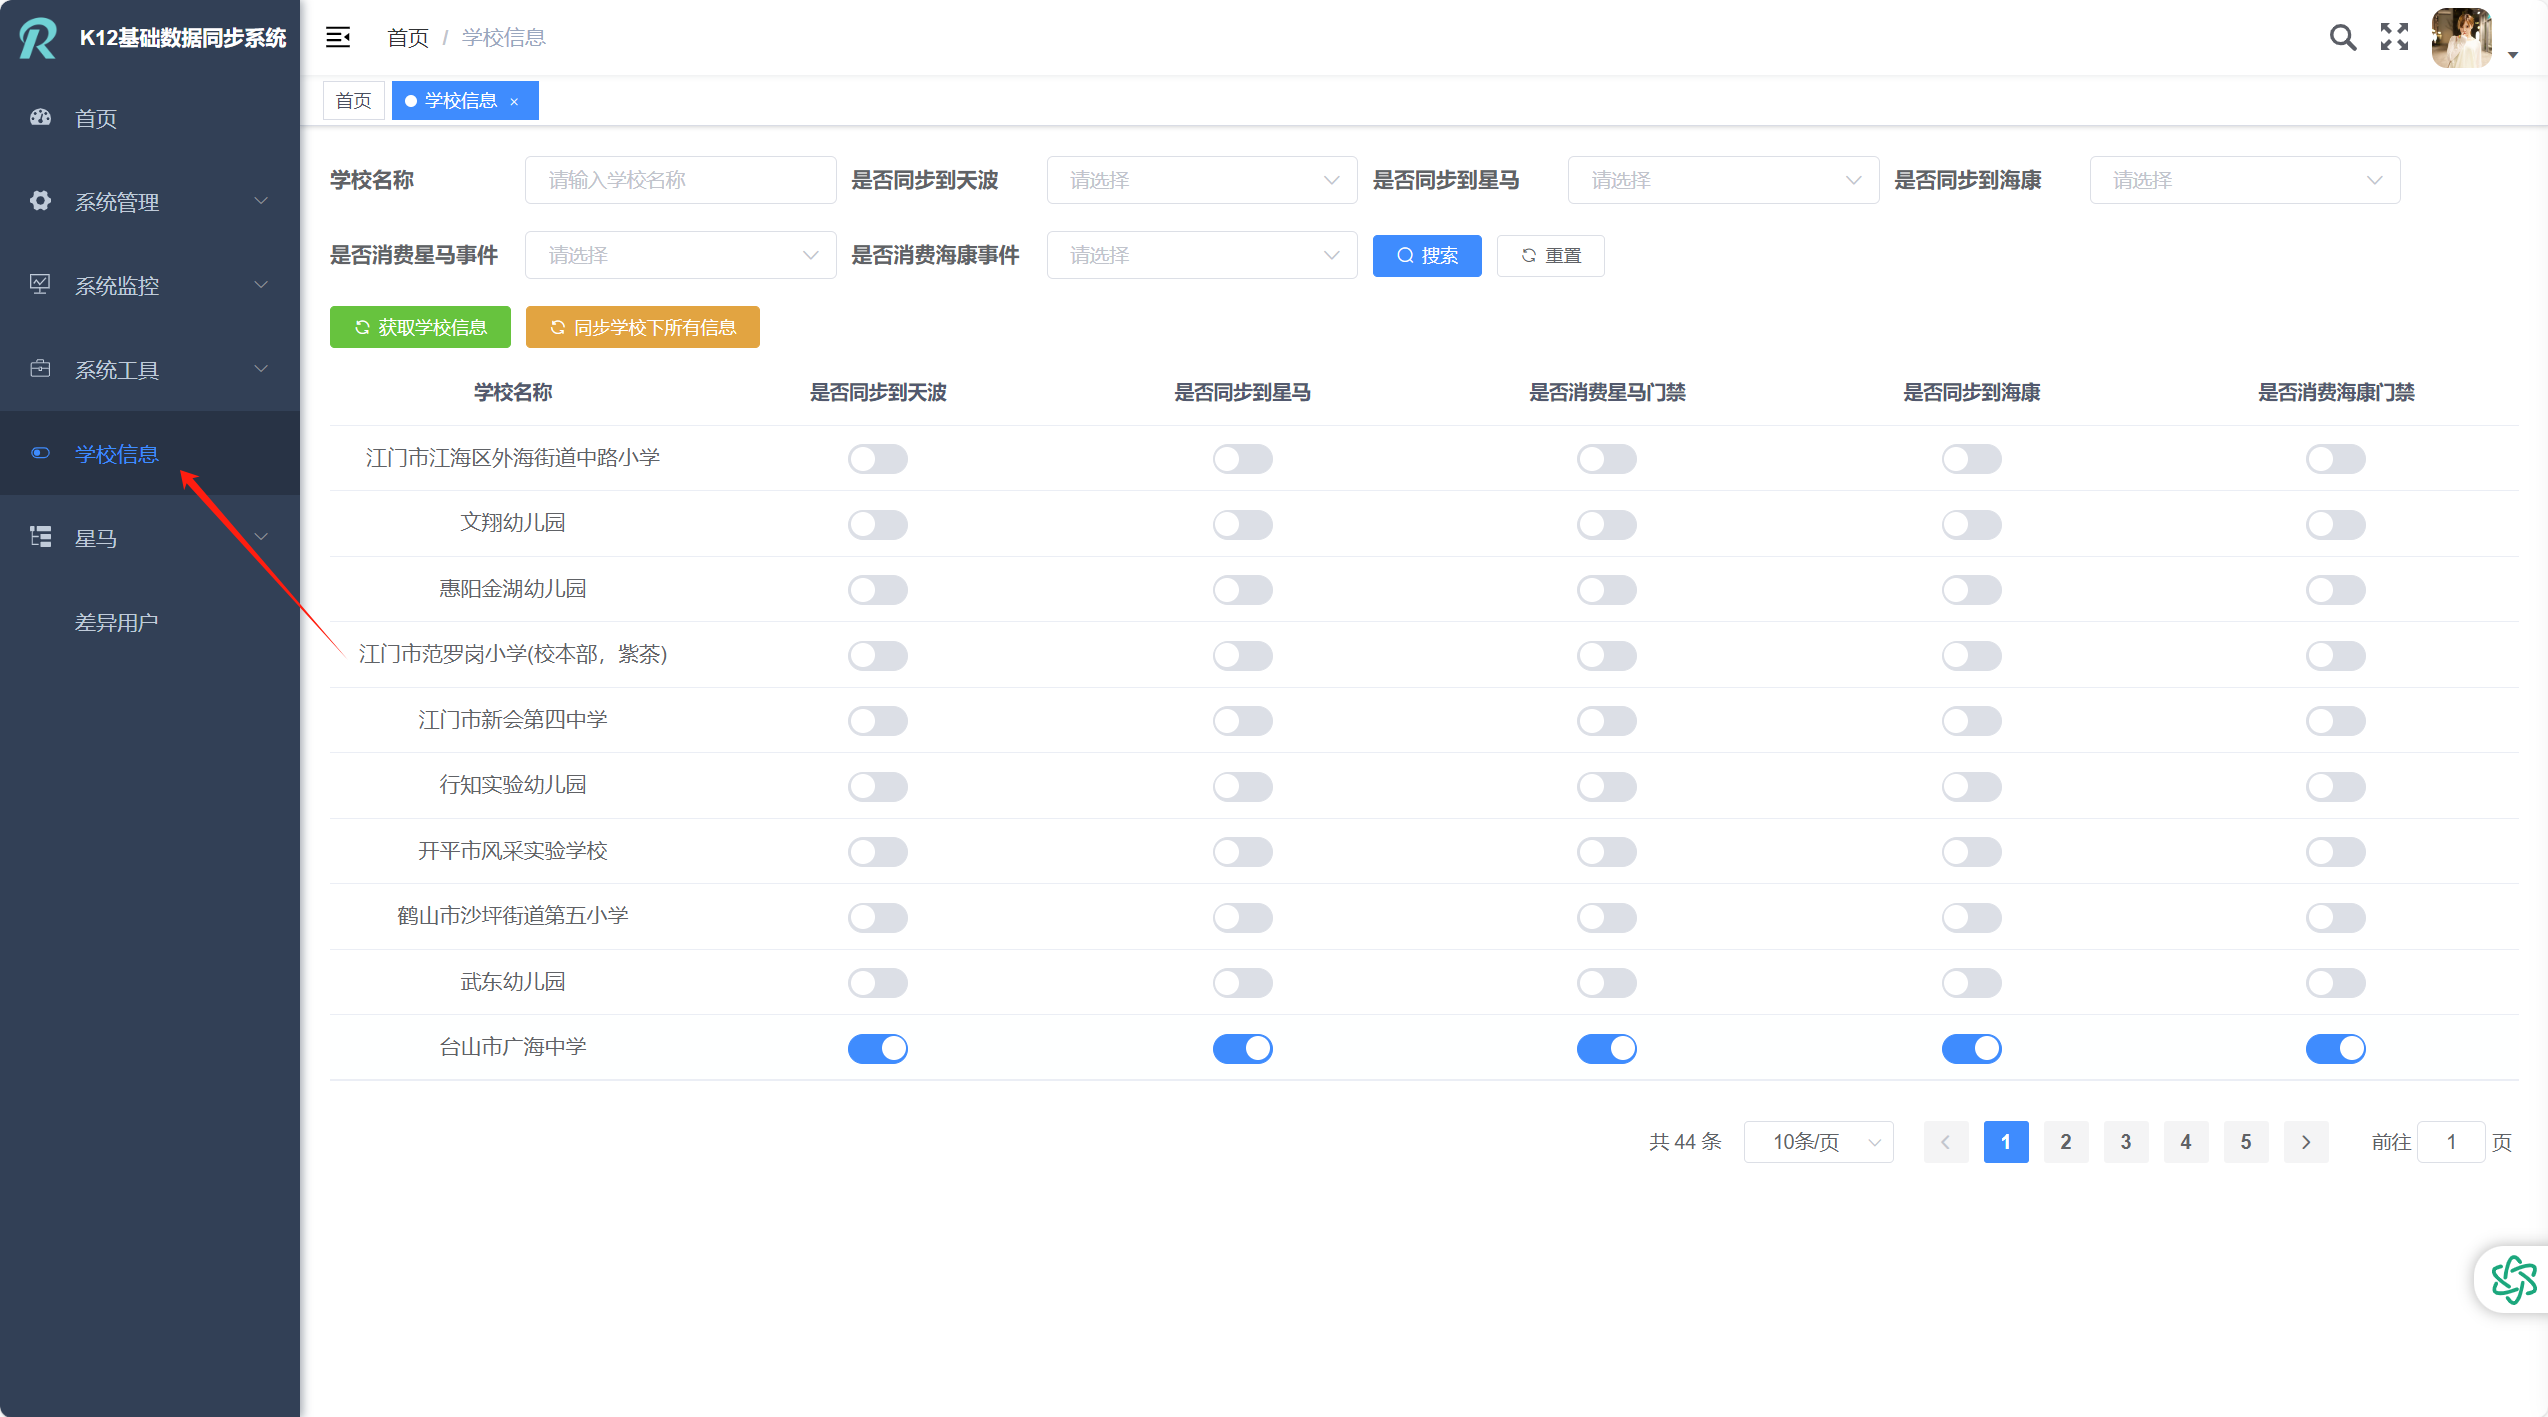 K12基础数据同步系统
首页 / 学校信息
首页
学校信息 ×
首页
系统管理
系统监控
系统工具
学校信息
星马
差异用户
学校名称 请输入学校名称 是否同步到天波 请选择 是否同步到星马 请选择 是否同步到海康 请选择
是否消费星马事件 请选择 是否消费海康事件 请选择 搜索 重置
获取学校信息 同步学校下所有信息
学校名称 是否同步到天波 是否同步到星马 是否消费星马门禁 是否同步到海康 是否消费海康门禁
江门市江海区外海街道中路小学
文翔幼儿园
惠阳金湖幼儿园
江门市范罗岗小学(校本部，紫茶)
江门市新会第四中学
行知实验幼儿园
开平市风采实验学校
鹤山市沙坪街道第五小学
武东幼儿园
台山市广海中学
共 44 条 10条/页 1 2 3 4 5 前往 1 页